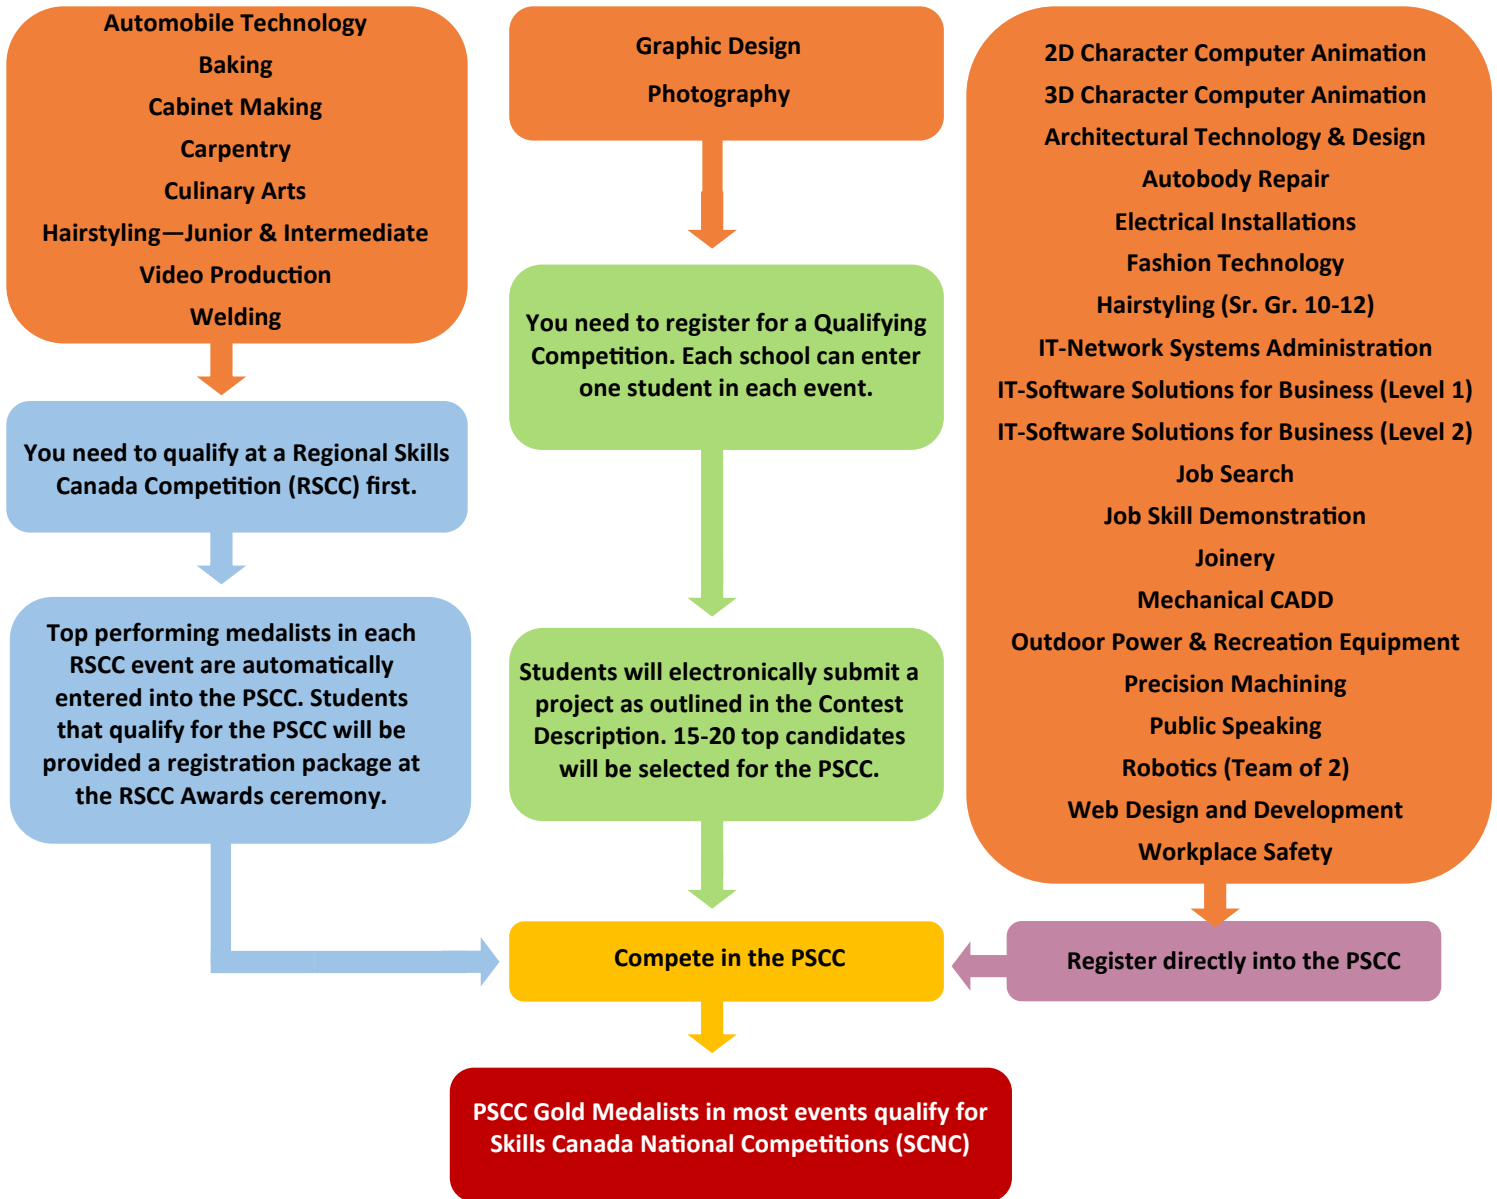 Automobile Technology
Baking
Cabinet Making
Carpentry
Culinary Arts
Hairstyling—Junior & Intermediate
Video Production
Welding
You need to qualify at a Regional Skills
Canada Competition (RSCC) first.
Top performing medalists in each
RSCC event are automatically
entered into the PSCC. Students
that qualify for the PSCC will be
provided a registration package at
the RSCC Awards ceremony.
Graphic Design
Photography
You need to register for a Qualifying
Competition. Each school can enter
one student in each event.
Students will electronically submit a
project as outlined in the Contest
Description. 15-20 top candidates
will be selected for the PSCC.
2D Character Computer Animation
3D Character Computer Animation
Architectural Technology & Design
Autobody Repair
Electrical Installations
Fashion Technology
Hairstyling (Sr. Gr. 10-12)
IT-Network Systems Administration
IT-Software Solutions for Business (Level 1)
IT-Software Solutions for Business (Level 2)
Job Search
Job Skill Demonstration
Joinery
Mechanical CADD
Outdoor Power & Recreation Equipment
Precision Machining
Public Speaking
Robotics (Team of 2)
Web Design and Development
Workplace Safety
Register directly into the PSCC
Compete in the PSCC
PSCC Gold Medalists in most events qualify for
Skills Canada National Competitions (SCNC)